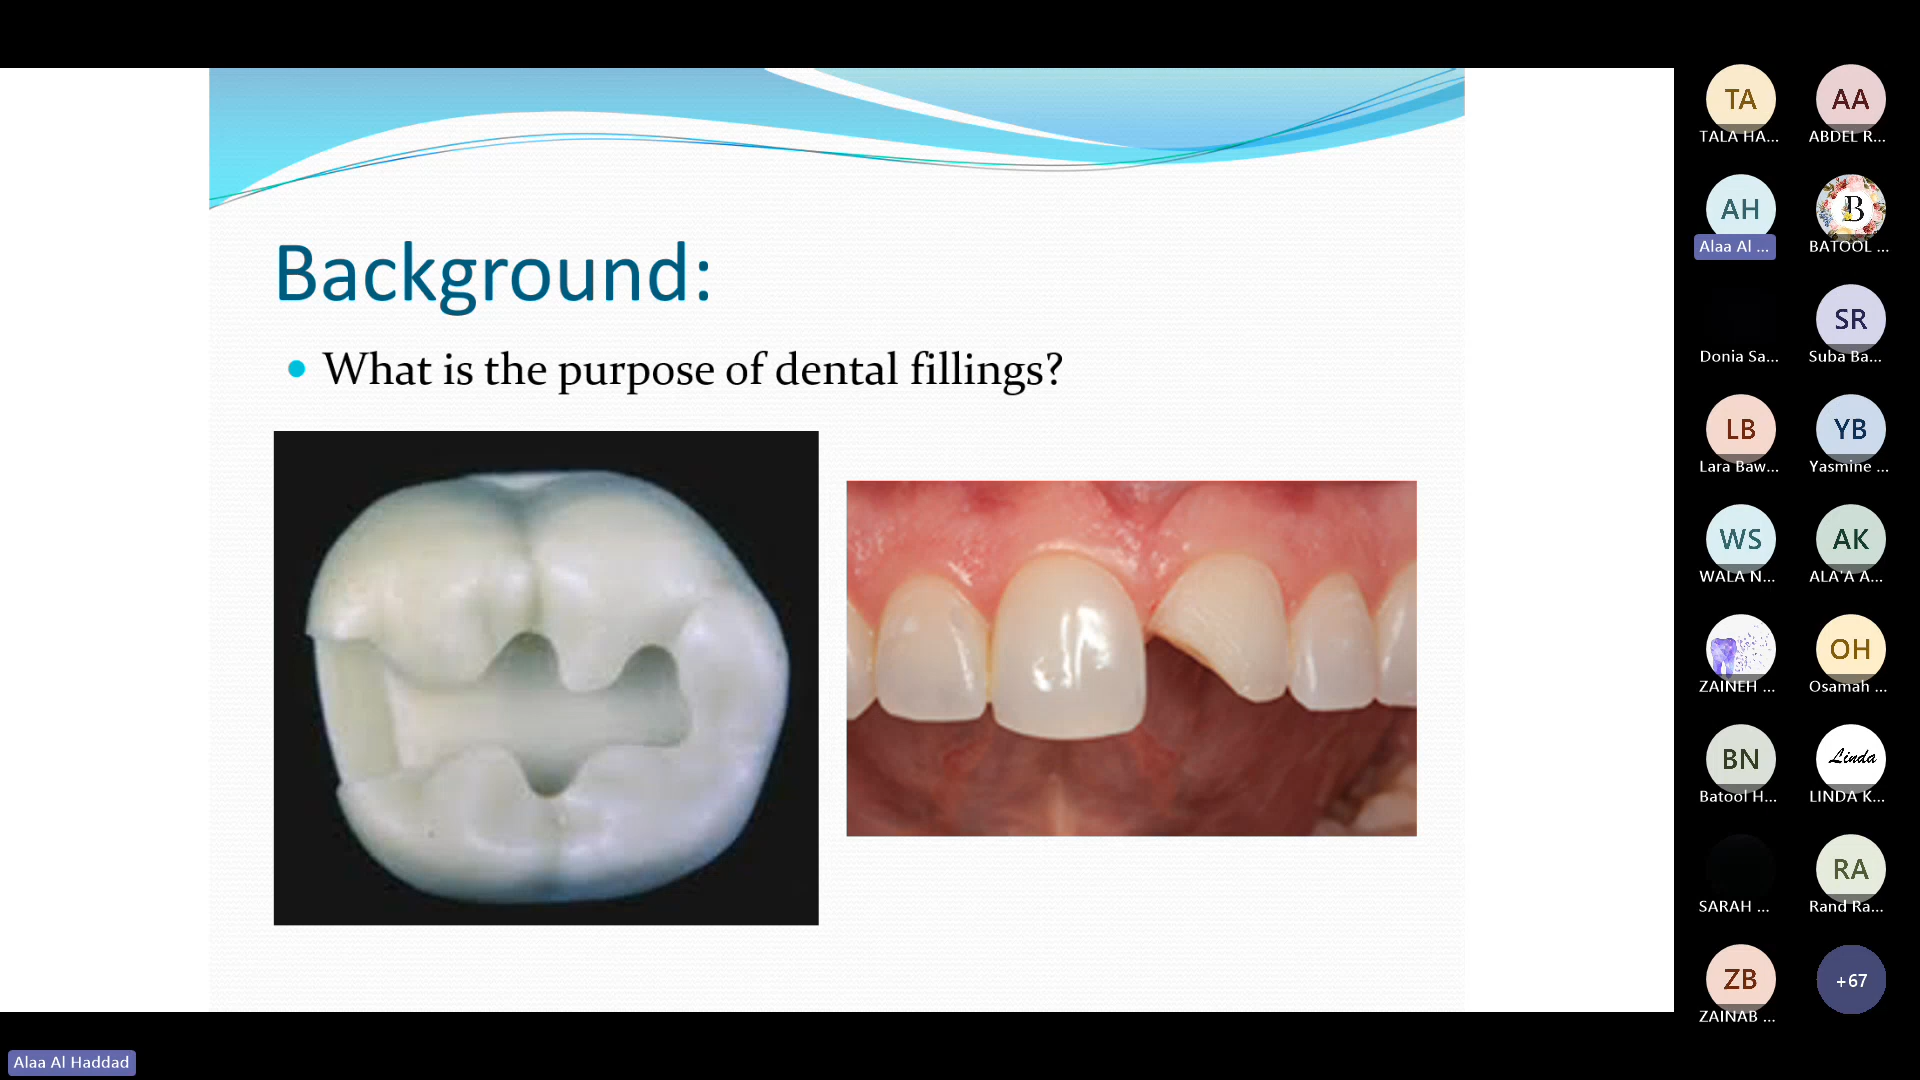 Background:
What is the purpose of dental fillings?
TA
TALA HA...
AA
ABDEL R...
AH
Alaa Al ...
B
BATOOL ...
Donia Sa...
SR
Suba Ba...
LB
Lara Baw...
YB
Yasmine ...
WS
WALA N...
AK
ALA'A A...
ZAINEH ...
OH
Osamah ...
BN
Batool H...
Linda
LINDA K...
SARAH ...
RA
Rand Ra...
ZB
ZAINAB ...
+67
Alaa Al Haddad